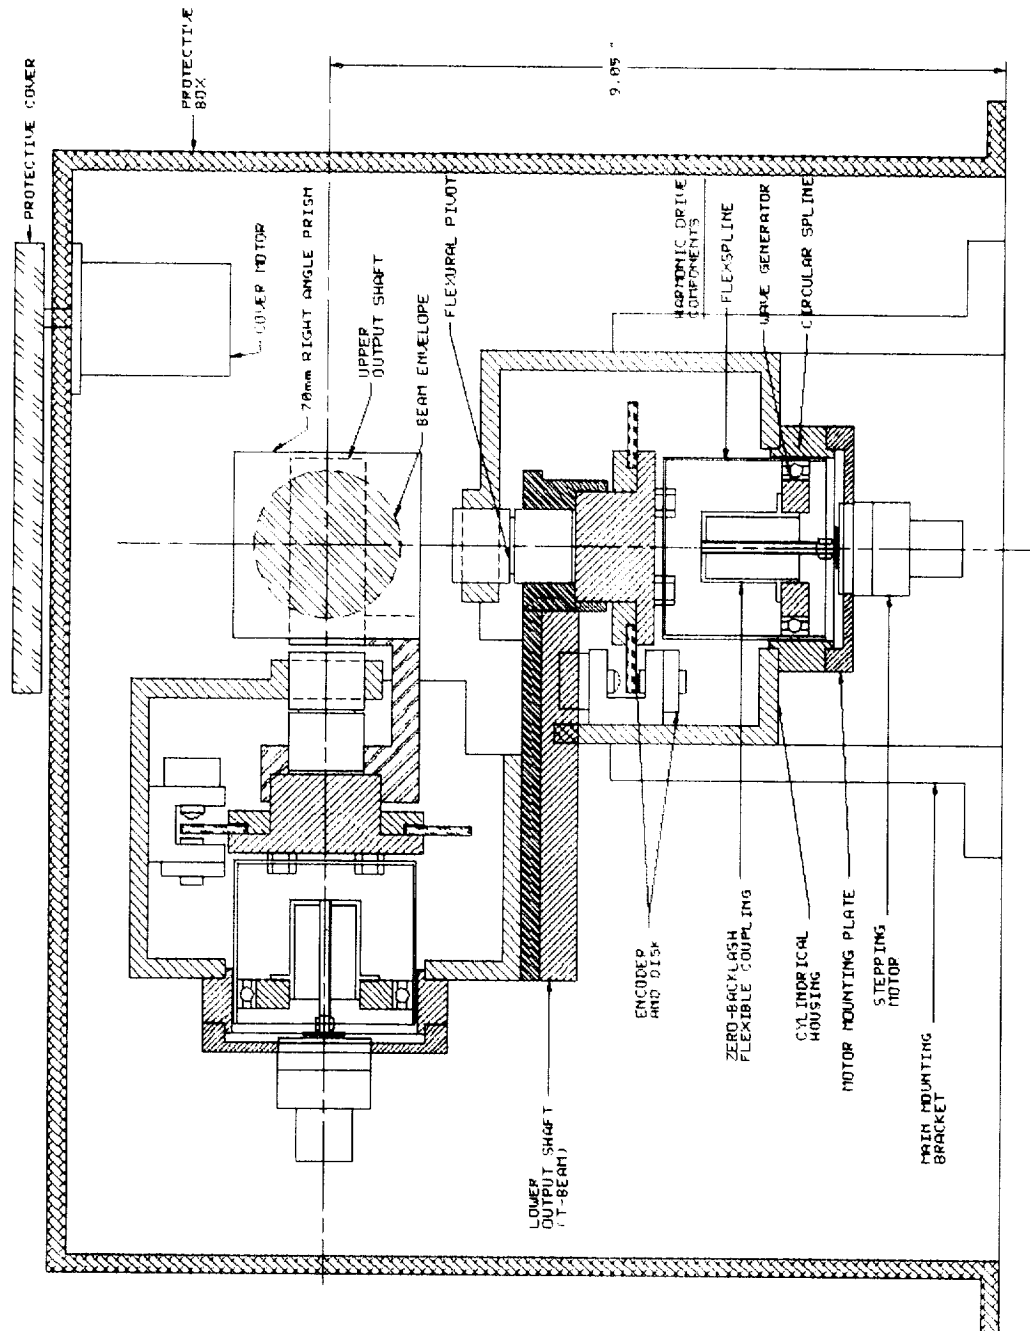 PROTECTIVE COVER
PROTECTIVE
BOX
COVER MOTOR
70mm RIGHT ANGLE PRISM
UPPER
OUTPUT SHAFT
BEAM ENVELOPE
FLEXURAL PIVOT
9.05"
HARMONIC DRIVE
COMPONENTS
FLEXSPLINE
WAVE GENERATOR
CIRCULAR SPLINE
LOWER
OUTPUT SHAFT
(T-BEAM)
ENCODER
AND DISK
ZERO-BACKLASH
FLEXIBLE COUPLING
CYLINDRICAL
HOUSING
MOTOR MOUNTING PLATE
STEPPING
MOTOR
MAIN MOUNTING
BRACKET